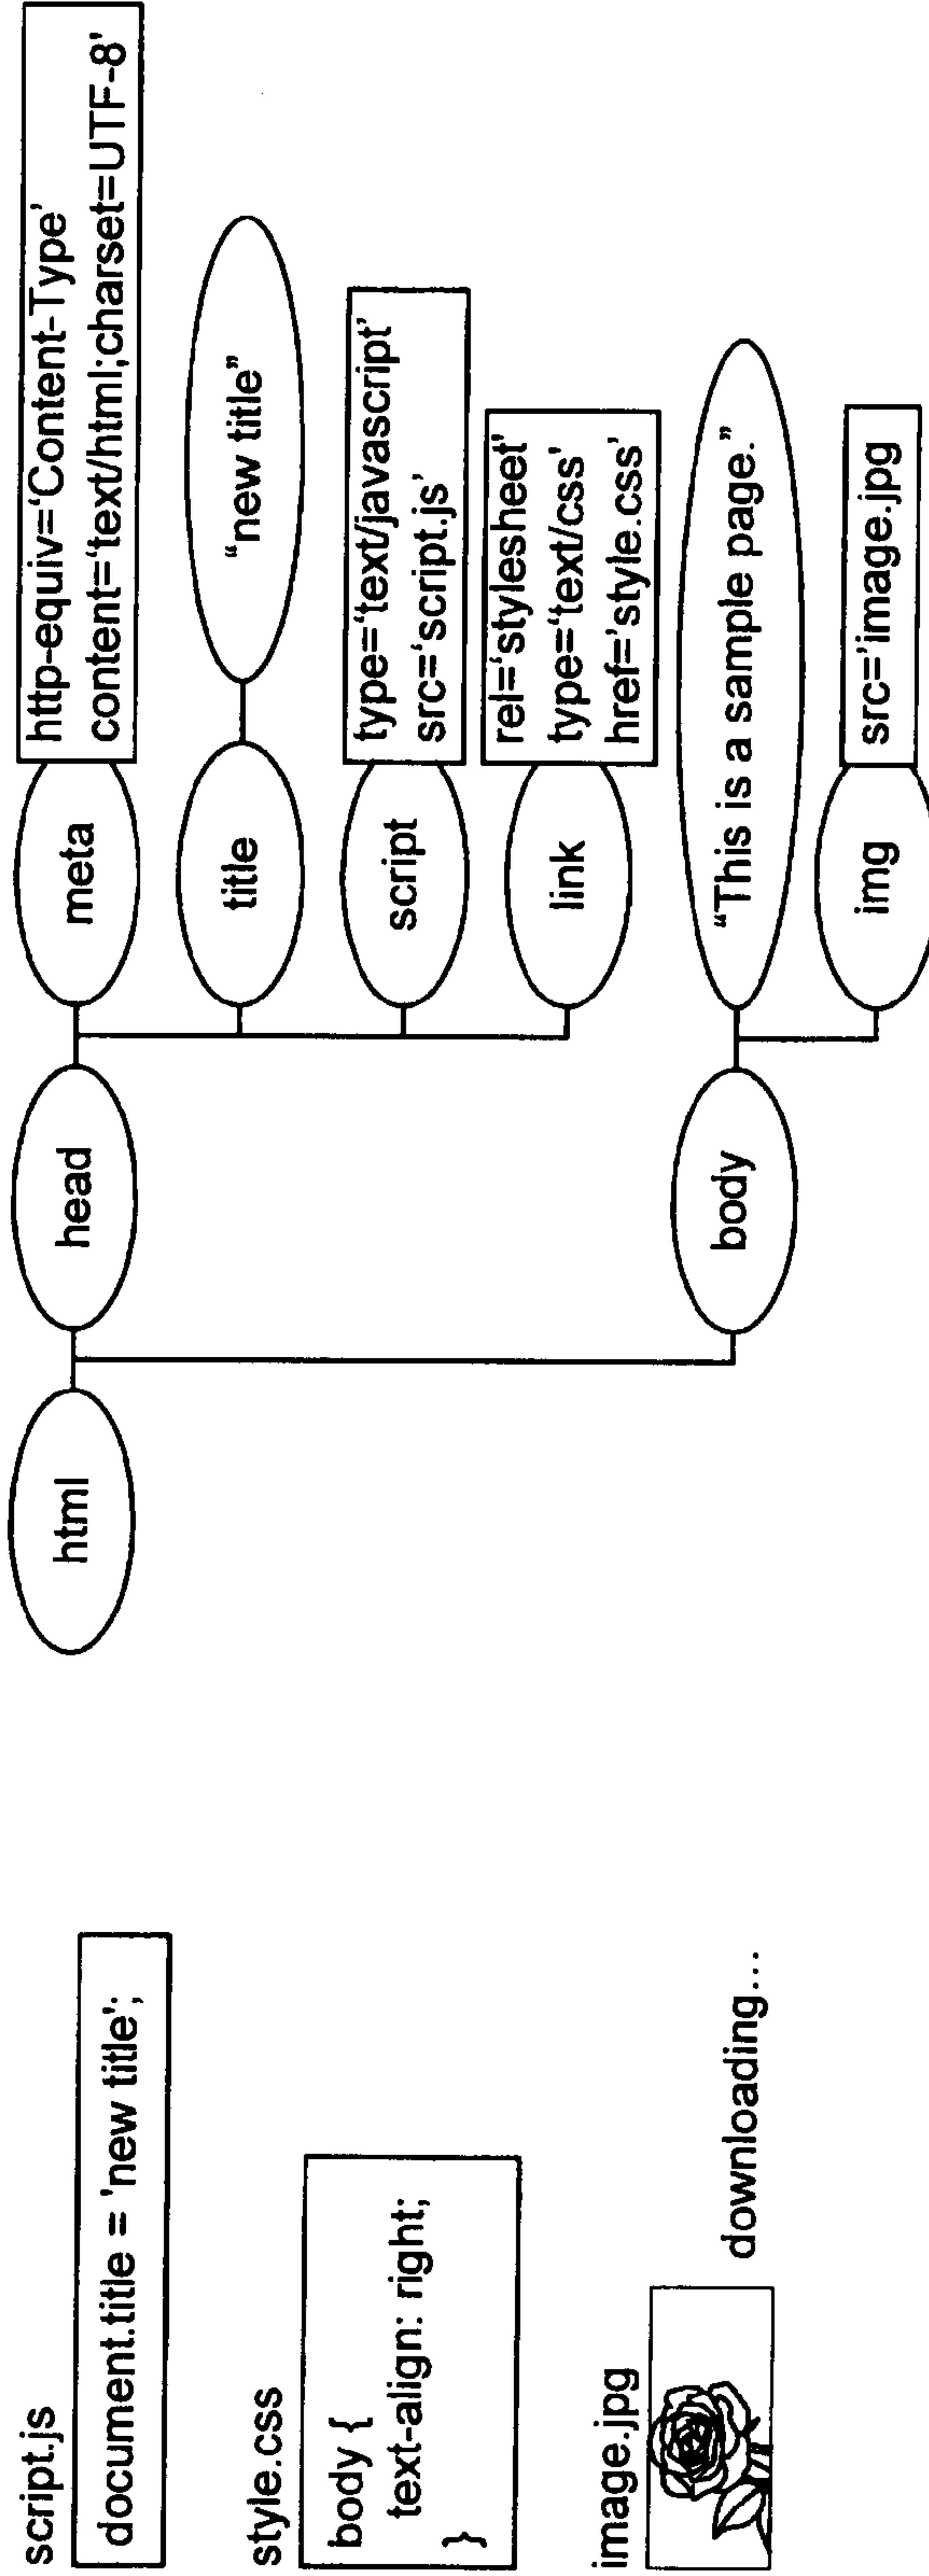 script.js
document.title = 'new title';
style.css
body {
text-align: right;
}
image.jpg
downloading...
html
head
meta
http-equiv=‘Content-Type’
content=‘text/html;charset=UTF-8’
title
“new title”
script
type=‘text/javascript’
src=‘script.js’
link
rel=‘stylesheet’
type=‘text/css’
href=‘style.css’
body
“This is a sample page.”
img
src='image.jpg